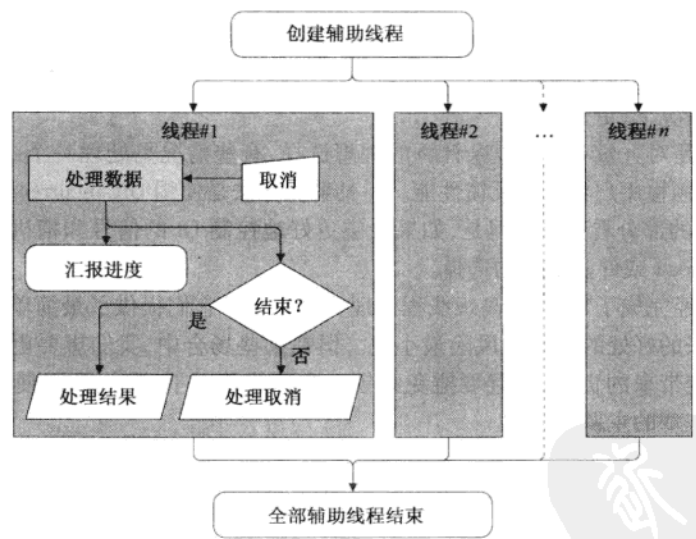 创建辅助线程
线程#1
线程#2
…
线程#n
处理数据
取消
汇报进度
结束？
是
否
处理结果
处理取消
全部辅助线程结束